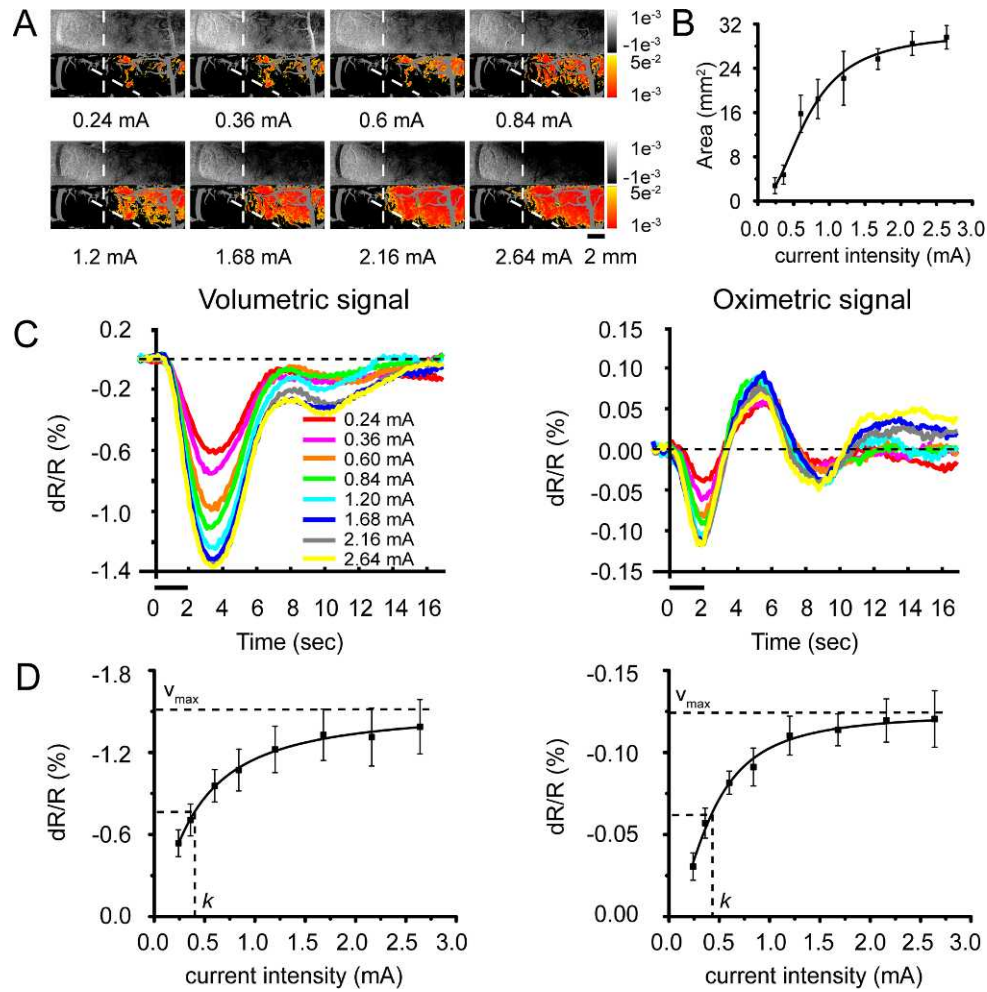 A
1e⁻³
-1e⁻³
5e⁻²
1e⁻³
0.24 mA 0.36 mA 0.6 mA 0.84 mA
1e⁻³
-1e⁻³
5e⁻²
1e⁻³
1.2 mA 1.68 mA 2.16 mA 2.64 mA 2 mm
B
32
24
16
8
0
Area (mm²)
0.0 0.5 1.0 1.5 2.0 2.5 3.0
current intensity (mA)
C
Volumetric signal
0.2
-0.2
-0.6
-1.0
-1.4
dR/R (%)
0.24 mA
0.36 mA
0.60 mA
0.84 mA
1.20 mA
1.68 mA
2.16 mA
2.64 mA
0 2 4 6 8 10 12 14 16
Time (sec)
Oximetric signal
0.15
0.10
0.05
0.00
-0.05
-0.10
-0.15
dR/R (%)
0 2 4 6 8 10 12 14 16
Time (sec)
D
-1.8
-1.2
-0.6
0.0
dR/R (%)
vmax
k
0.0 0.5 1.0 1.5 2.0 2.5 3.0
current intensity (mA)
-0.15
-0.10
-0.05
0.00
dR/R (%)
vmax
k
0.0 0.5 1.0 1.5 2.0 2.5 3.0
current intensity (mA)